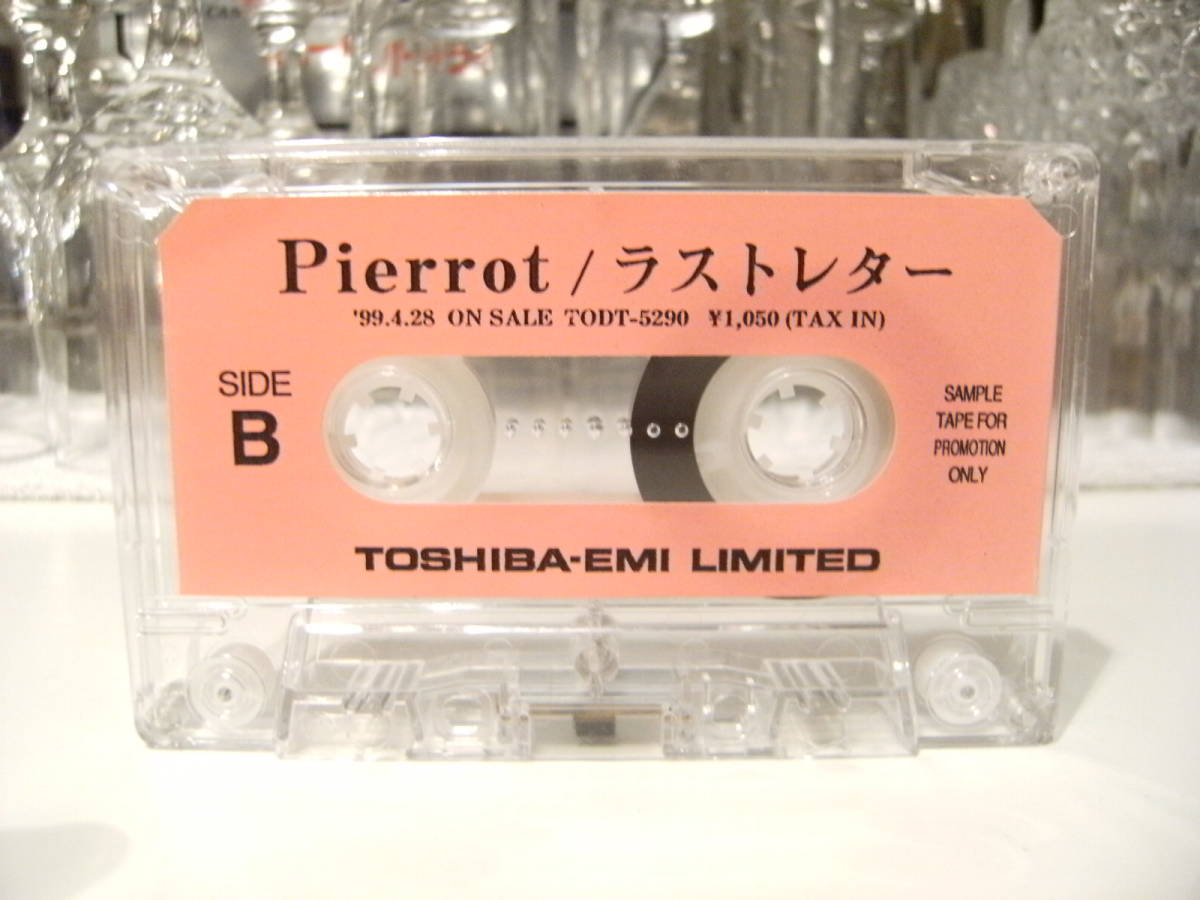 Pierrot / ラストレター
'99.4.28 ON SALE TODT-5290 ¥1,050 (TAX IN)
SIDE
B
SAMPLE
TAPE FOR
PROMOTION
ONLY
TOSHIBA-EMI LIMITED